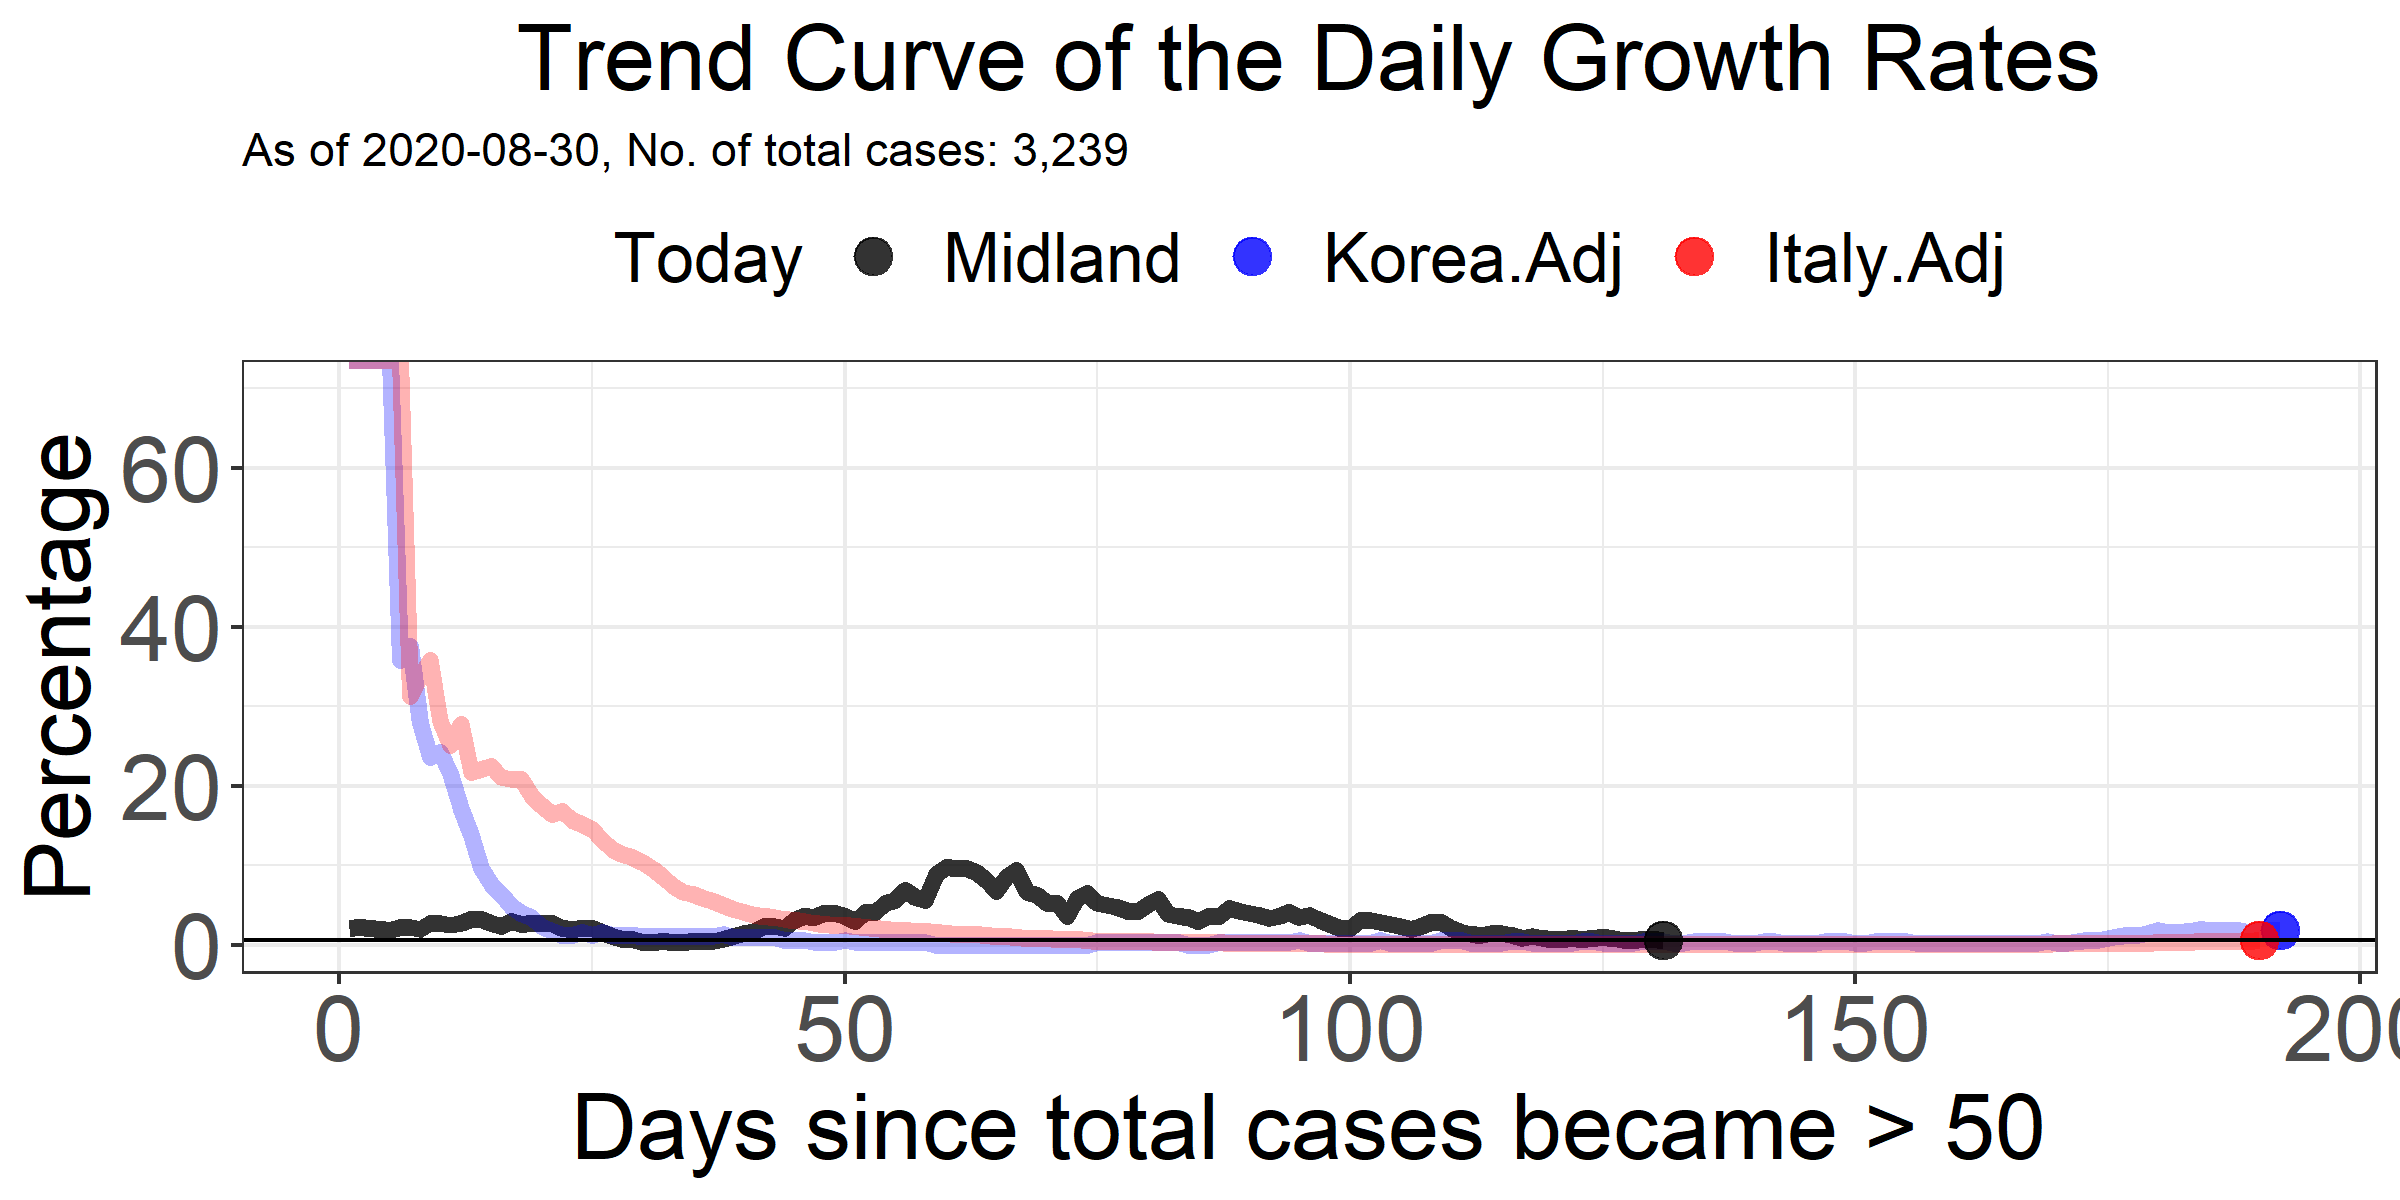 Trend Curve of the Daily Growth Rates
As of 2020-08-30, No. of total cases: 3,239
Today Midland Korea.Adj Italy.Adj
Percentage
60
40
20
0
0 50 100 150 200
Days since total cases became > 50